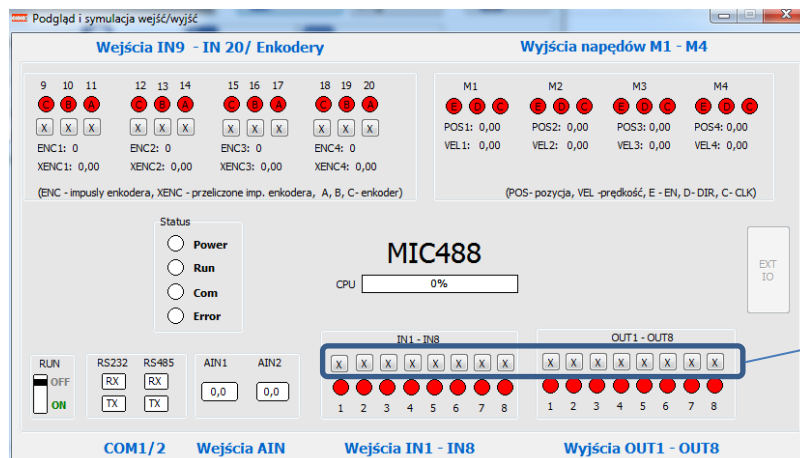 Podgląd i symulacja wejść/wyjść
Wejścia IN9 - IN 20/ Enkodery
Wyjścia napędów M1 - M4
9 10 11 12 13 14 15 16 17 18 19 20
C B A C B A C B A C B A
X X X X X X X X X X X X
ENC1: 0 ENC2: 0 ENC3: 0 ENC4: 0
XENC1: 0,00 XENC2: 0,00 XENC3: 0,00 XENC4: 0,00
(ENC - impusly enkodera, XENC - przeliczone imp. enkodera, A, B, C- enkoder)
M1 M2 M3 M4
E D C E D C E D C E D C
POS1: 0,00 POS2: 0,00 POS3: 0,00 POS4: 0,00
VEL1: 0,00 VEL2: 0,00 VEL3: 0,00 VEL4: 0,00
(POS- pozycja, VEL -prędkość, E - EN, D- DIR, C- CLK)
Status
Power
Run
Com
Error
MIC488
CPU 0%
EXT
IO
RUN
OFF
ON
RS232 RS485
RX RX
TX TX
AIN1 AIN2
0,0 0,0
IN1 - IN8
X X X X X X X X
1 2 3 4 5 6 7 8
OUT1 - OUT8
X X X X X X X X
1 2 3 4 5 6 7 8
COM1/2
Wejścia AIN
Wejścia IN1 - IN8
Wyjścia OUT1 - OUT8